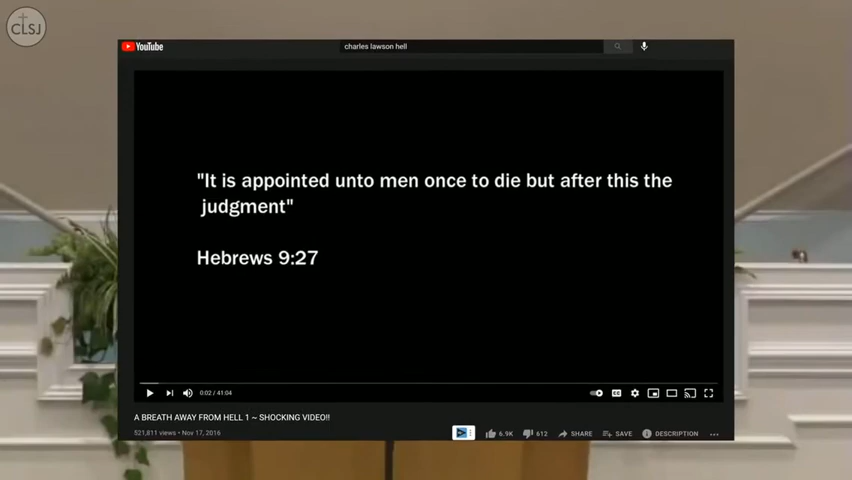 CLSJ
YouTube
charles lawson hell
"It is appointed unto men once to die but after this the
judgment"
Hebrews 9:27
0:02 / 41:04
CC
A BREATH AWAY FROM HELL 1 ~ SHOCKING VIDEO!!
521,811 views • Nov 17, 2016
6.9K
612
SHARE
SAVE
DESCRIPTION